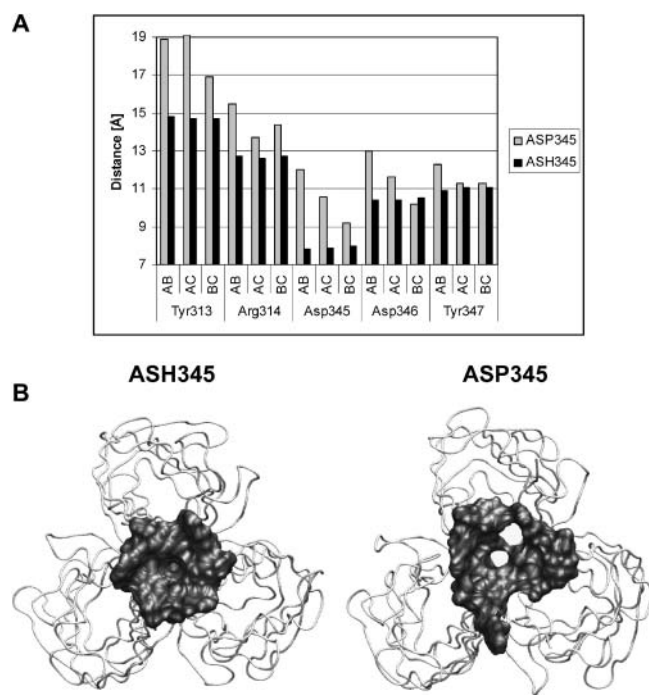 A
19
17
15
13
11
9
7
Distance [Å]
ASP345
ASH345
AB AC BC AB AC BC AB AC BC AB AC BC AB AC BC
Tyr313 Arg314 Asp345 Asp346 Tyr347
ASH345 ASP345
B